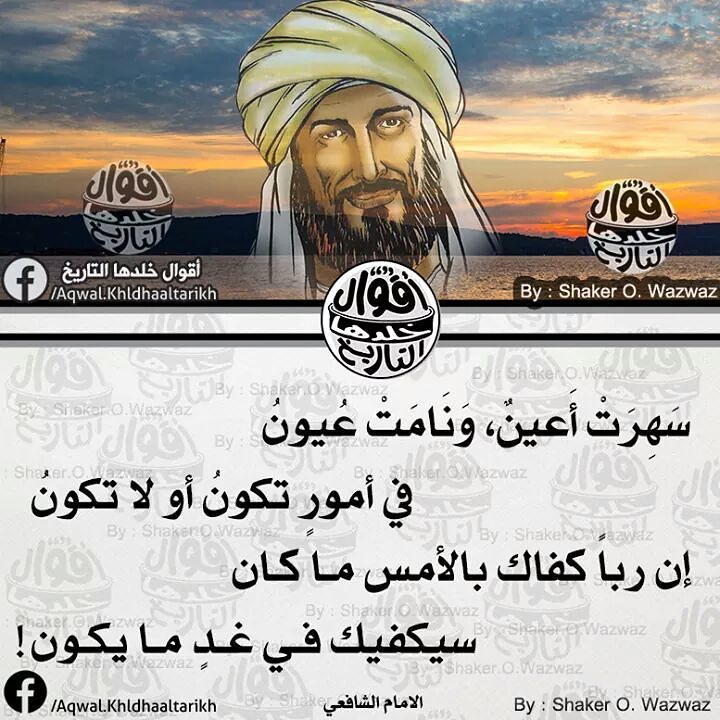 أقوال
خلدها
التاريخ
أقوال
خلدها
التاريخ
أقوال خلدها التاريخ
/Aqwal.Khldhaaltarikh
By : Shaker O. Wazwaz
أقوال
خلدها
التاريخ
سَهِرَتْ أَعينٌ، وَنَامَتْ عُيونُ
في أمورٍ تكونُ أو لا تكونُ
إن رباً كفاك بالأمس ما كان
سيكفيك في غدٍ ما يكون!
/Aqwal.Khldhaaltarikh
الامام الشافعي
By : Shaker O. Wazwaz